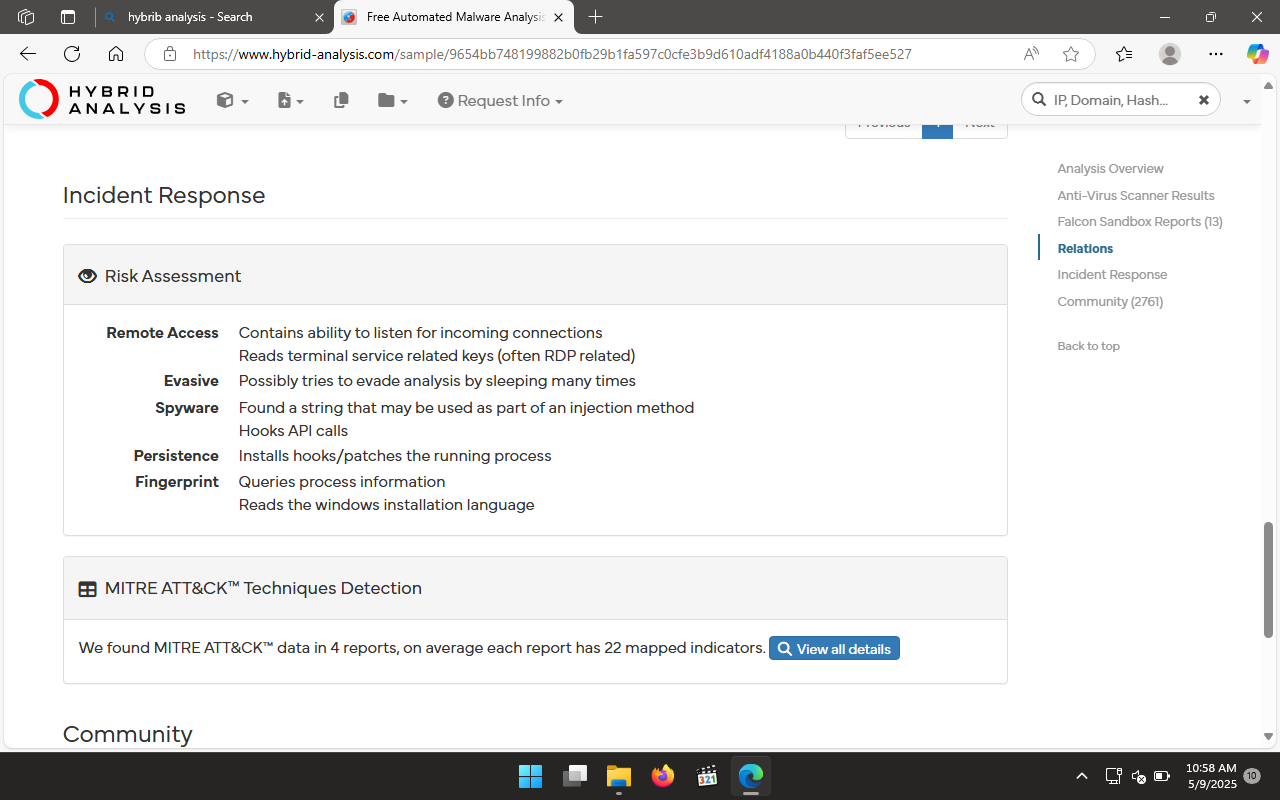 hybrib analysis - Search
Free Automated Malware Analysis
https://www.hybrid-analysis.com/sample/9654bb748199882b0fb29b1fa597c0cfe3b9d610adf4188a0b440f3faf5ee527
HYBRID
ANALYSIS
Request Info
IP, Domain, Hash...
Previous
Next
Incident Response
Risk Assessment
Remote Access Contains ability to listen for incoming connections
Reads terminal service related keys (often RDP related)
Evasive Possibly tries to evade analysis by sleeping many times
Spyware Found a string that may be used as part of an injection method
Hooks API calls
Persistence Installs hooks/patches the running process
Fingerprint Queries process information
Reads the windows installation language
MITRE ATT&CK™ Techniques Detection
We found MITRE ATT&CK™ data in 4 reports, on average each report has 22 mapped indicators. View all details
Community
Analysis Overview
Anti-Virus Scanner Results
Falcon Sandbox Reports (13)
Relations
Incident Response
Community (2761)
Back to top
321
10:58 AM
5/9/2025
10